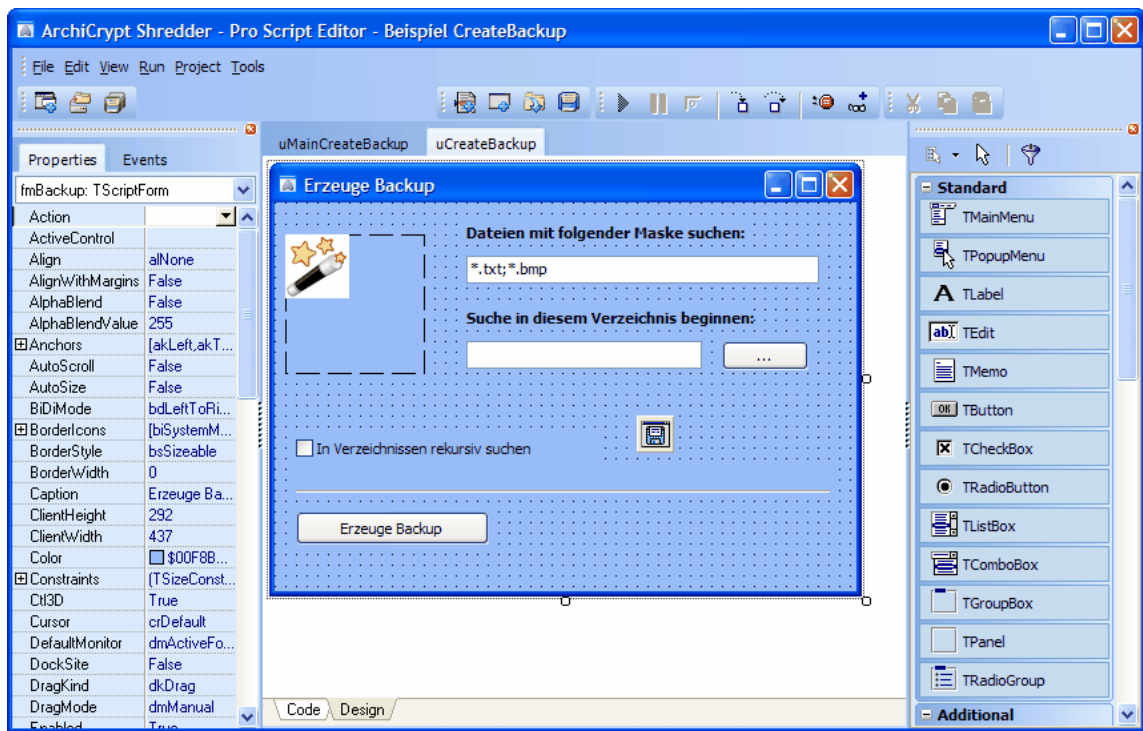 ArchiCrypt Shredder - Pro Script Editor - Beispiel CreateBackup
File Edit View Run Project Tools
Properties Events
fmBackup: TScriptForm
Action
ActiveControl
Align alNone
AlignWithMargins False
AlphaBlend False
AlphaBlendValue 255
Anchors [akLeft,akT...
AutoScroll False
AutoSize False
BiDiMode bdLeftToRi...
BorderIcons [biSystemM...
BorderStyle bsSizeable
BorderWidth 0
Caption Erzeuge Ba...
ClientHeight 292
ClientWidth 437
Color $00F8B...
Constraints (TSizeConst...
Ctl3D True
Cursor crDefault
DefaultMonitor dmActiveFo...
DockSite False
DragKind dkDrag
DragMode dmManual
Enabled True
uMainCreateBackup uCreateBackup
Erzeuge Backup
Dateien mit folgender Maske suchen:
*.txt;*.bmp
Suche in diesem Verzeichnis beginnen:
...
In Verzeichnissen rekursiv suchen
Erzeuge Backup
Code Design
Standard
TMainMenu
TPopupMenu
A TLabel
ab TEdit
TMemo
OK TButton
TCheckBox
TRadioButton
TListBox
TComboBox
TGroupBox
TPanel
TRadioGroup
Additional